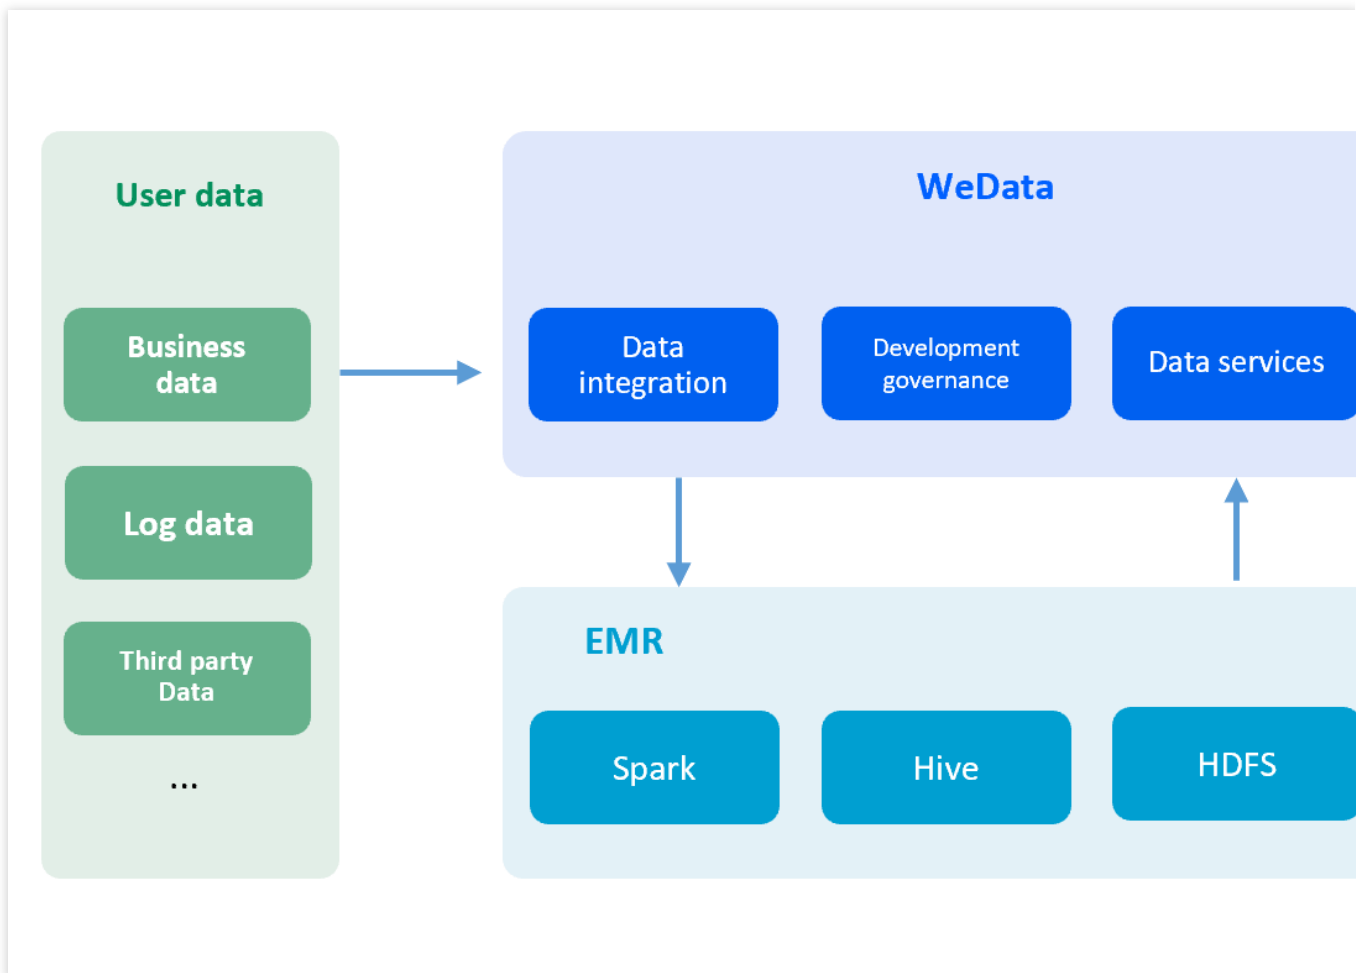 User data
Business
data
Log data
Third party
Data
...
WeData
Data
integration
Development
governance
Data services
EMR
Spark
Hive
HDFS